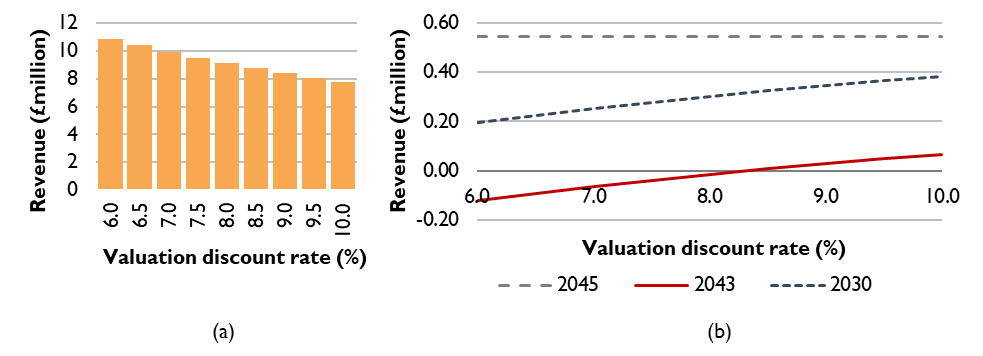 12
10
8
6
4
2
0
Revenue (£million)
6.0
6.5
7.0
7.5
8.0
8.5
9.0
9.5
10.0
Valuation discount rate (%)
(a)
0.60
0.40
0.20
0.00
-0.20
Revenue (£million)
6.0 7.0 8.0 9.0 10.0
Valuation discount rate (%)
2045 2043 2030
(b)